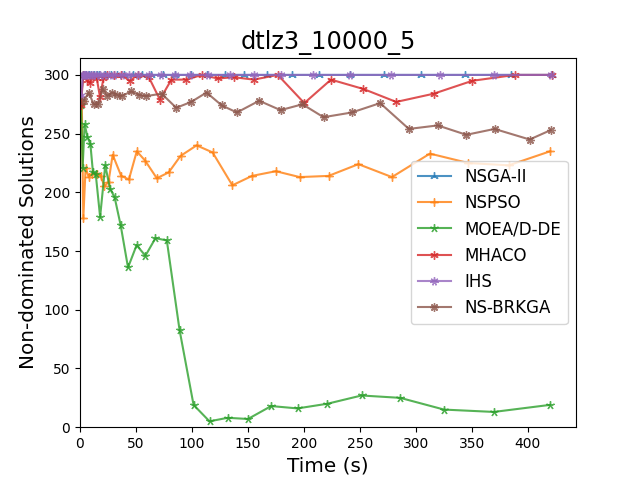 dtlz3_10000_5
Non-dominated Solutions
300
250
200
150
100
50
0
0 50 100 150 200 250 300 350 400
Time (s)
NSGA-II
NSPSO
MOEA/D-DE
MHACO
IHS
NS-BRKGA